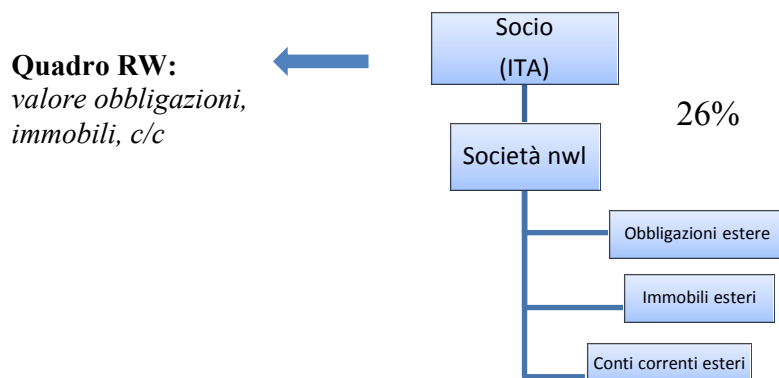 Socio
(ITA)
Quadro RW:
valore obbligazioni,
immobili, c/c
26%
Società nwl
Obbligazioni estere
Immobili esteri
Conti correnti esteri